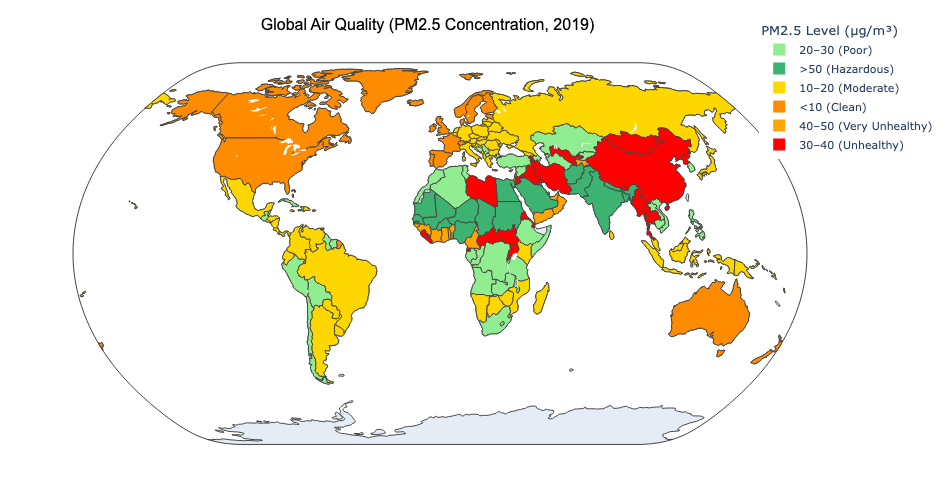 Global Air Quality (PM2.5 Concentration, 2019)
PM2.5 Level (μg/m³)
20–30 (Poor)
>50 (Hazardous)
10–20 (Moderate)
<10 (Clean)
40–50 (Very Unhealthy)
30–40 (Unhealthy)